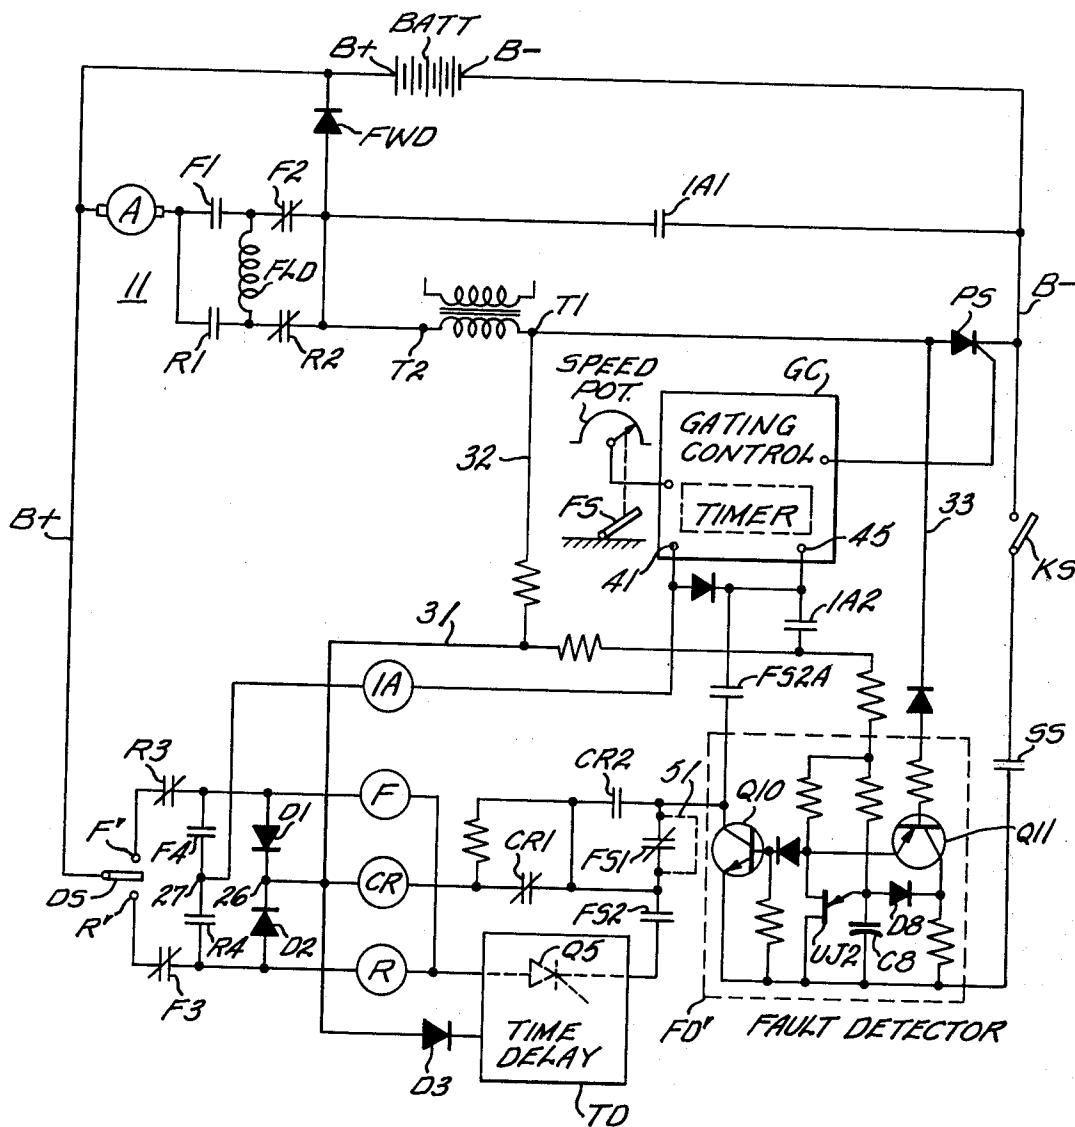 BATT
B+ B-
FWD
F1 F2 1A1
A
11 FLD
R1 R2 T2 T1 PS B-
SPEED
POT.
GC
GATING
CONTROL
TIMER
32
FS
33
B+
41 45
KS
31
1A2
1A
FS2A
SS
R3
CR2 51
F' F4 D1 F
Q10 Q11
CR1 FS1
DS 27 26 CR
FS2
R' R4 D2
UJ2 C8 D8
F3 R
Q5
TIME
DELAY
FD' FAULT DETECTOR
D3
TD